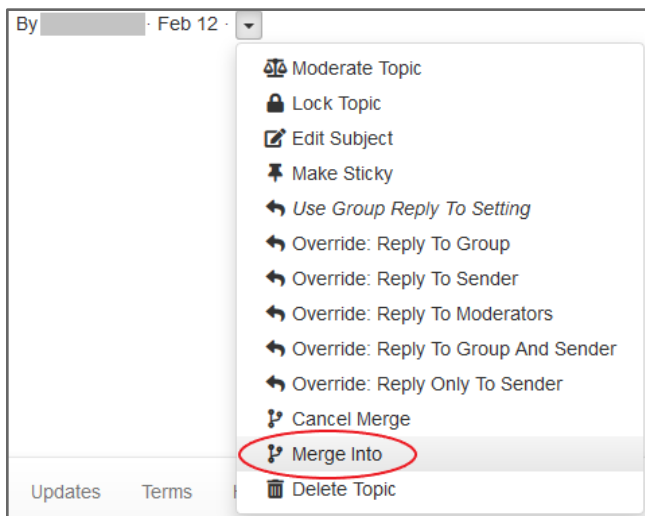 By · Feb 12 ·
Moderate Topic
Lock Topic
Edit Subject
Make Sticky
Use Group Reply To Setting
Override: Reply To Group
Override: Reply To Sender
Override: Reply To Moderators
Override: Reply To Group And Sender
Override: Reply Only To Sender
Cancel Merge
Merge Into
Delete Topic
Updates Terms